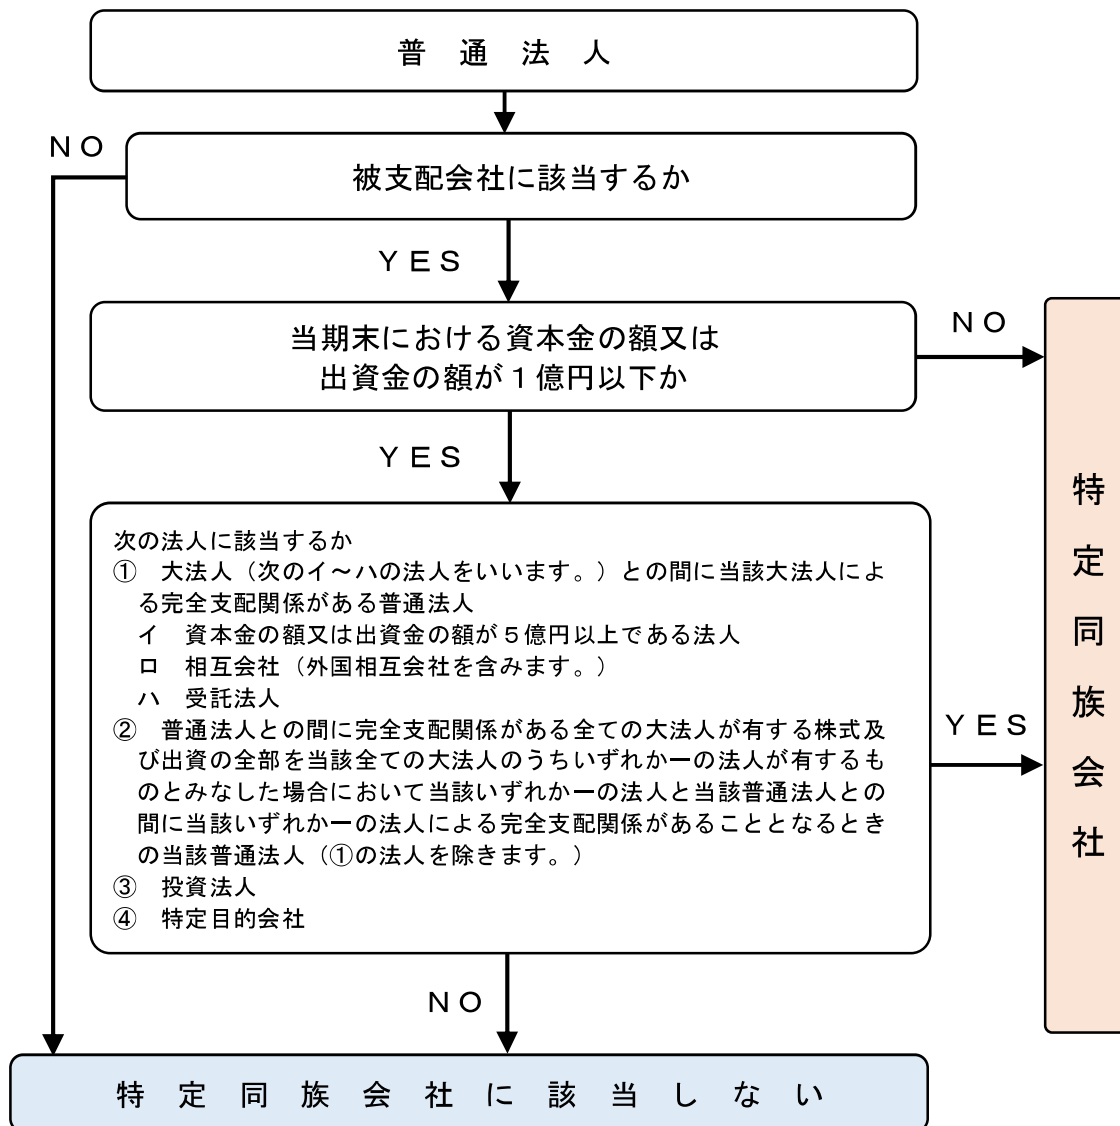 普 通 法 人
NO
被支配会社に該当するか
YES
当期末における資本金の額又は
出資金の額が1億円以下か
NO
YES
次の法人に該当するか
① 大法人（次のイ～ハの法人をいいます。）との間に当該大法人によ
る完全支配関係がある普通法人
イ 資本金の額又は出資金の額が5億円以上である法人
ロ 相互会社（外国相互会社を含みます。）
ハ 受託法人
② 普通法人との間に完全支配関係がある全ての大法人が有する株式及
び出資の全部を当該全ての大法人のうちいずれか一の法人が有するも
のとみなした場合において当該いずれか一の法人と当該普通法人との
間に当該いずれか一の法人による完全支配関係があることとなるとき
の当該普通法人（①の法人を除きます。）
③ 投資法人
④ 特定目的会社
YES
特定同族会社
NO
特 定 同 族 会 社 に 該 当 し な い